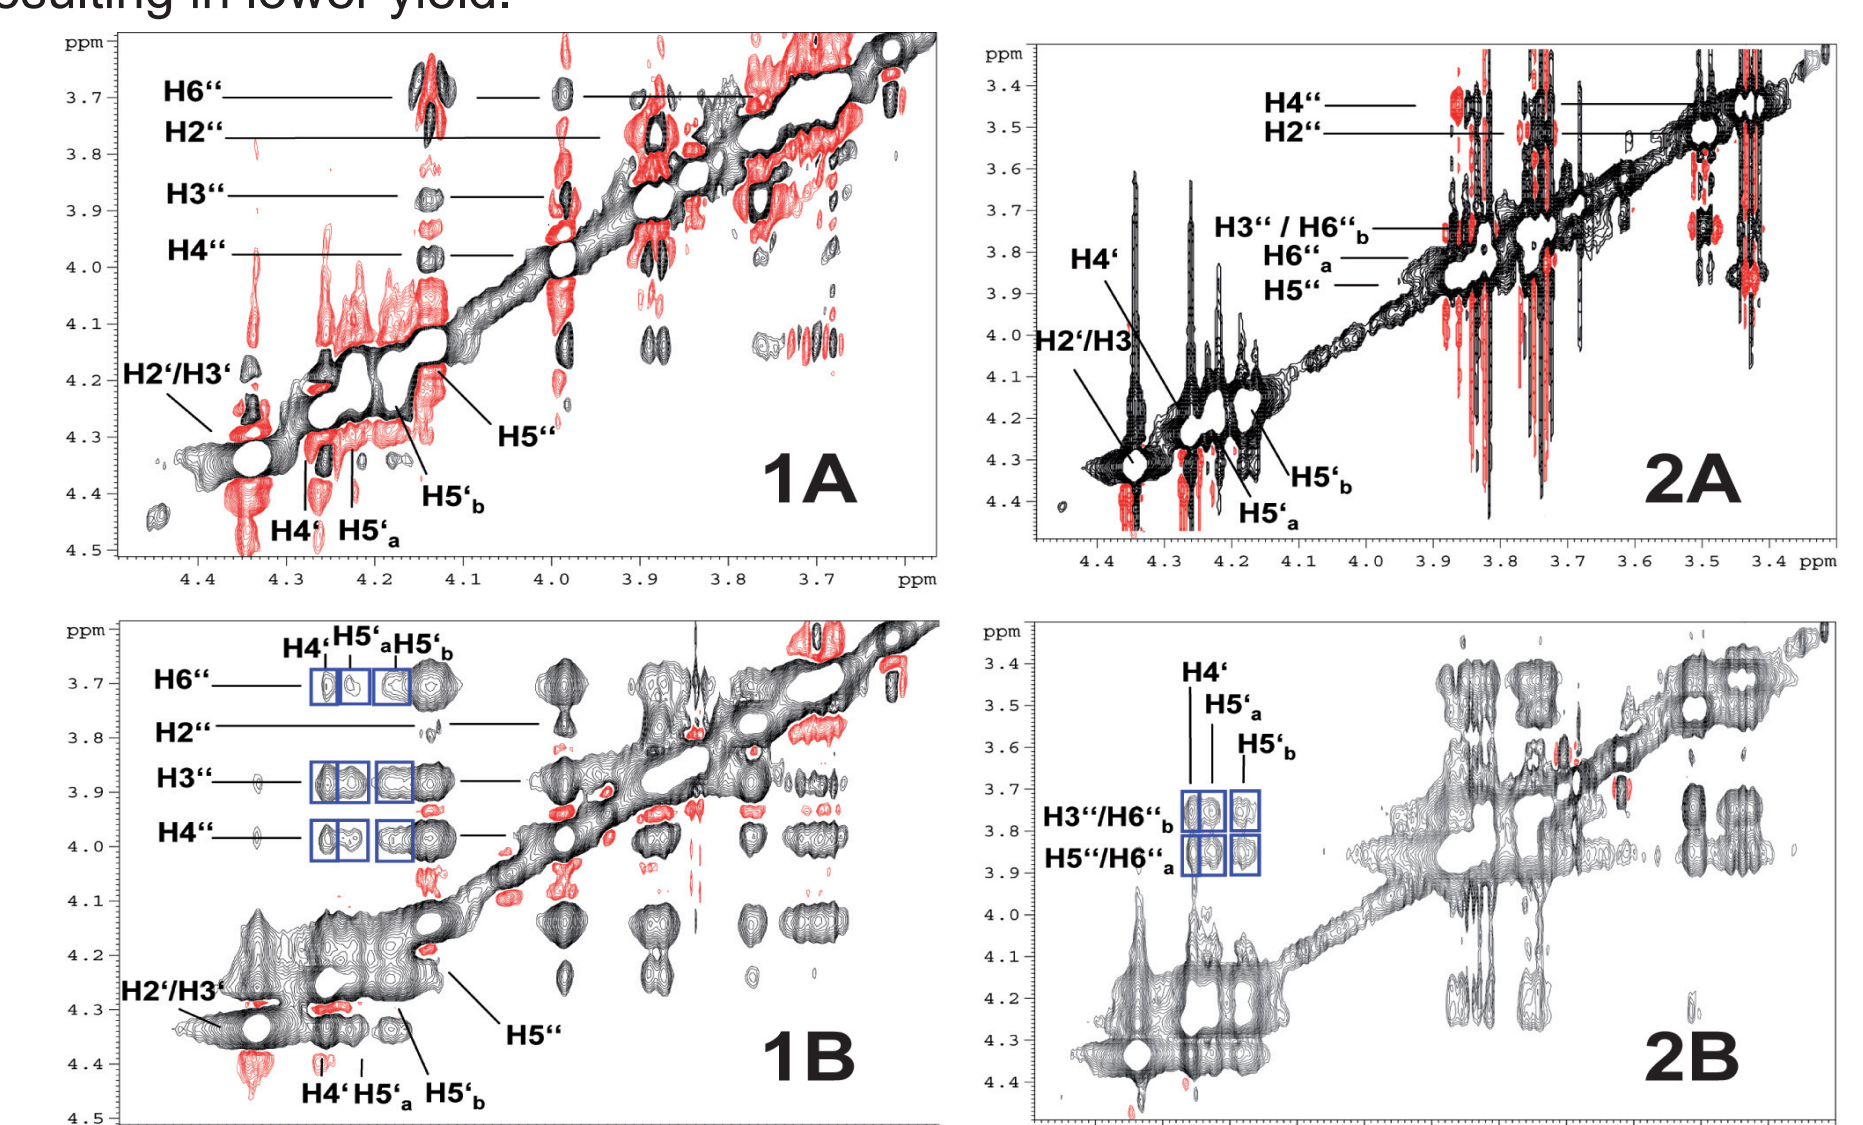 esulting in lower yield.
ppm
H6“
3.7
H2“
3.8
H3“
3.9
H4“
4.0
4.1
H2‘/H3‘
4.2
H5“
4.3
H5‘b
4.4
H4‘ H5‘a
4.5
1A
4.4 4.3 4.2 4.1 4.0 3.9 3.8 3.7 ppm
ppm
3.4
H4“
3.5
H2“
3.6
3.7
H3“ / H6“b
H4‘
3.8
H6“a
3.9
H5“
4.0
H2‘/H3
4.1
4.2
4.3
H5‘b
4.4
H5‘a
2A
4.4 4.3 4.2 4.1 4.0 3.9 3.8 3.7 3.6 3.5 3.4 ppm
ppm
H4‘ H5‘aH5‘b
H6“
3.7
H2“
3.8
H3“
3.9
H4“
4.0
4.1
4.2
H2‘/H3‘
4.3
H5“
4.4
H4‘ H5‘a H5‘b
4.5
1B
ppm
3.4
H4‘
3.5
H5‘a
3.6
H5‘b
3.7
H3“/H6“b
3.8
H5“/H6“a
3.9
4.0
4.1
4.2
4.3
4.4
2B